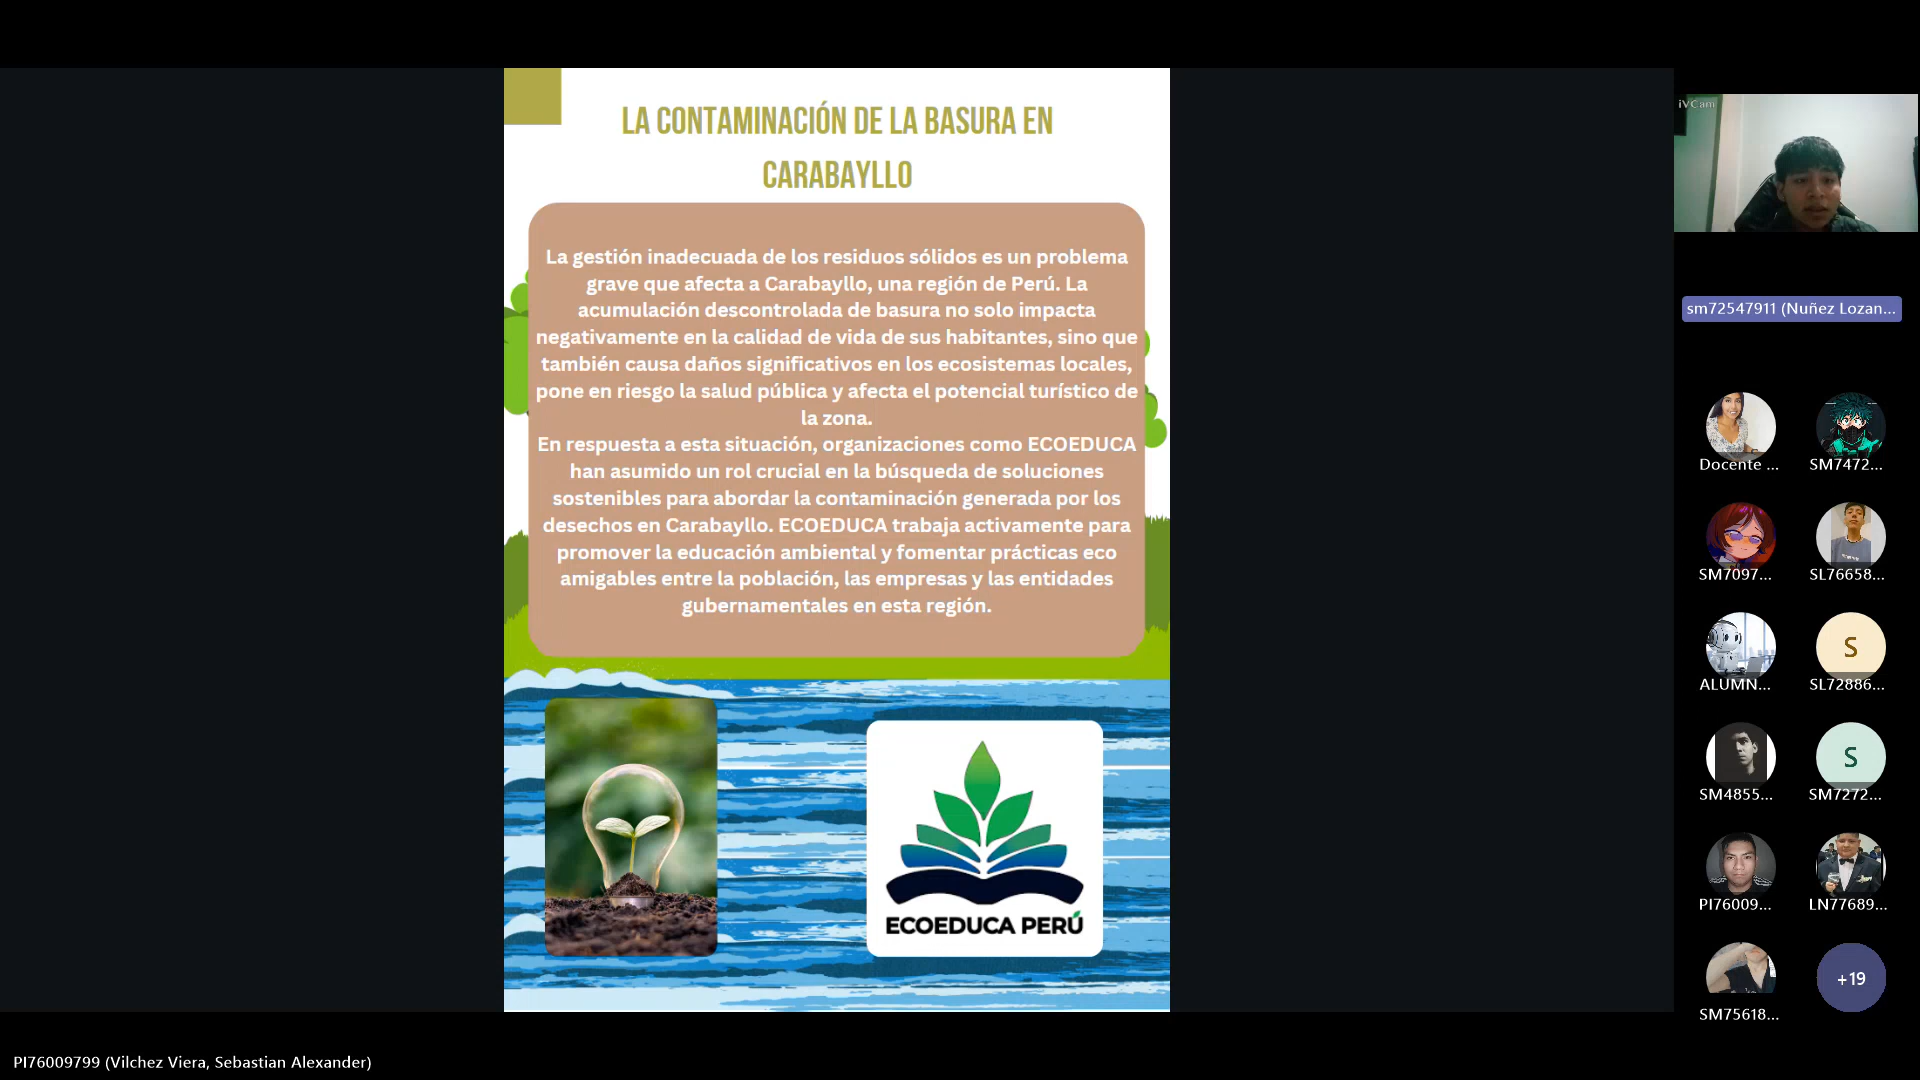 LA CONTAMINACIÓN DE LA BASURA EN
CARABAYLLO
La gestión inadecuada de los residuos sólidos es un problema
grave que afecta a Carabayllo, una región de Perú. La
acumulación descontrolada de basura no solo impacta
negativamente en la calidad de vida de sus habitantes, sino que
también causa daños significativos en los ecosistemas locales,
pone en riesgo la salud pública y afecta el potencial turístico de
la zona.
En respuesta a esta situación, organizaciones como ECOEDUCA
han asumido un rol crucial en la búsqueda de soluciones
sostenibles para abordar la contaminación generada por los
desechos en Carabayllo. ECOEDUCA trabaja activamente para
promover la educación ambiental y fomentar prácticas eco
amigables entre la población, las empresas y las entidades
gubernamentales en esta región.
ECOEDUCA PERÚ
iVCam
sm72547911 (Nuñez Lozan...
Docente ...
SM7472...
SM7097...
SL76658...
ALUMN...
S
SL72886...
SM4855...
S
SM7272...
PI76009...
LN77689...
SM75618...
+19
PI76009799 (Vilchez Viera, Sebastian Alexander)